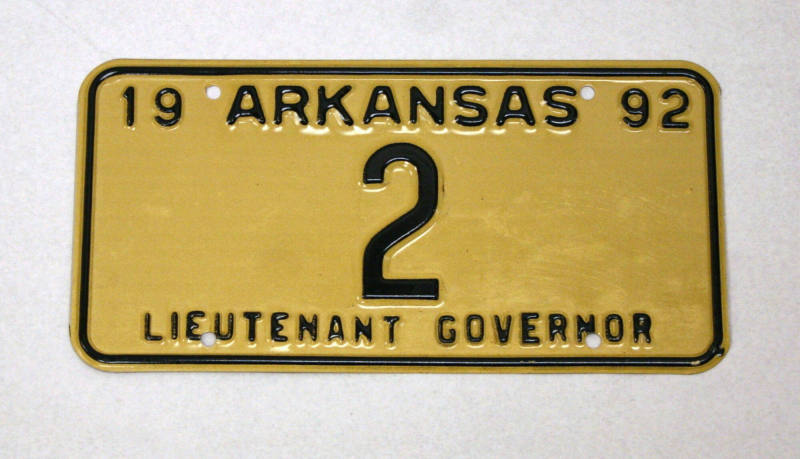 19 ARKANSAS 92
2
LIEUTENANT GOVERNOR